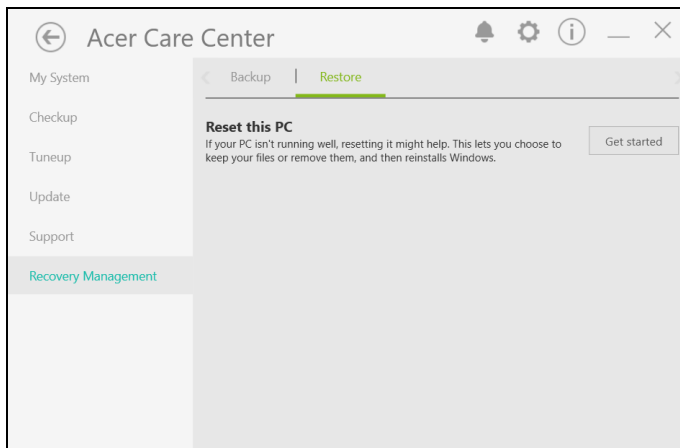 Acer Care Center
My System
Backup | Restore
Checkup
Reset this PC
If your PC isn't running well, resetting it might help. This lets you choose to
keep your files or remove them, and then reinstalls Windows.
Get started
Tuneup
Update
Support
Recovery Management